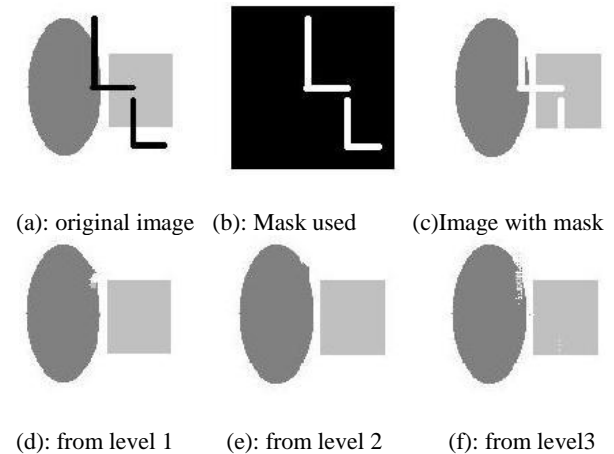 (a): original image (b): Mask used (c)Image with mask
(d): from level 1 (e): from level 2 (f): from level3